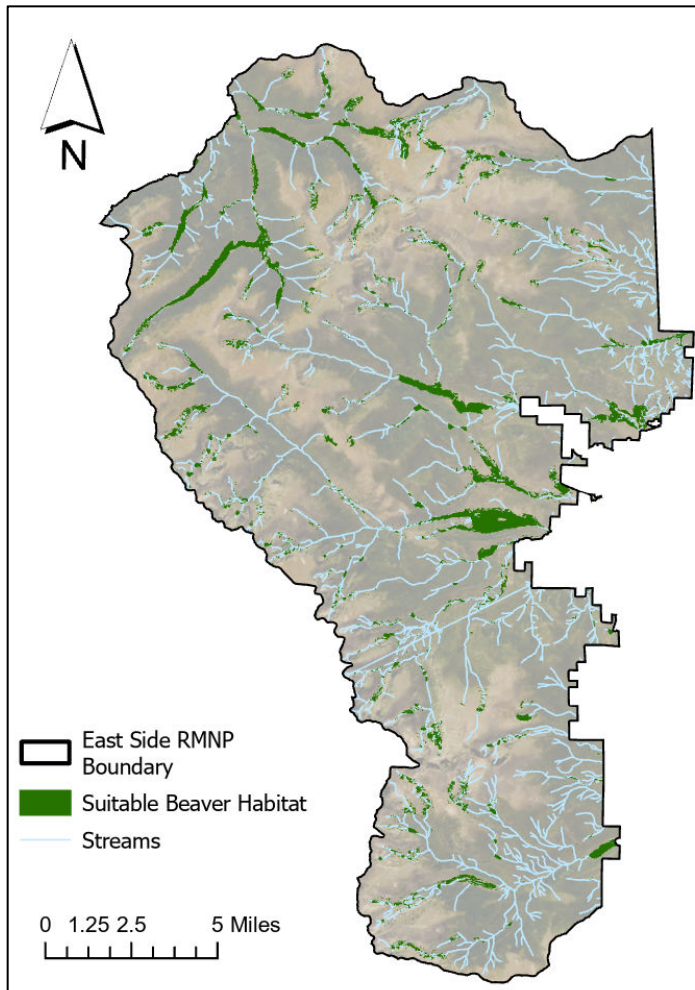 N
East Side RMNP
Boundary
Suitable Beaver Habitat
Streams
0 1.25 2.5 5 Miles